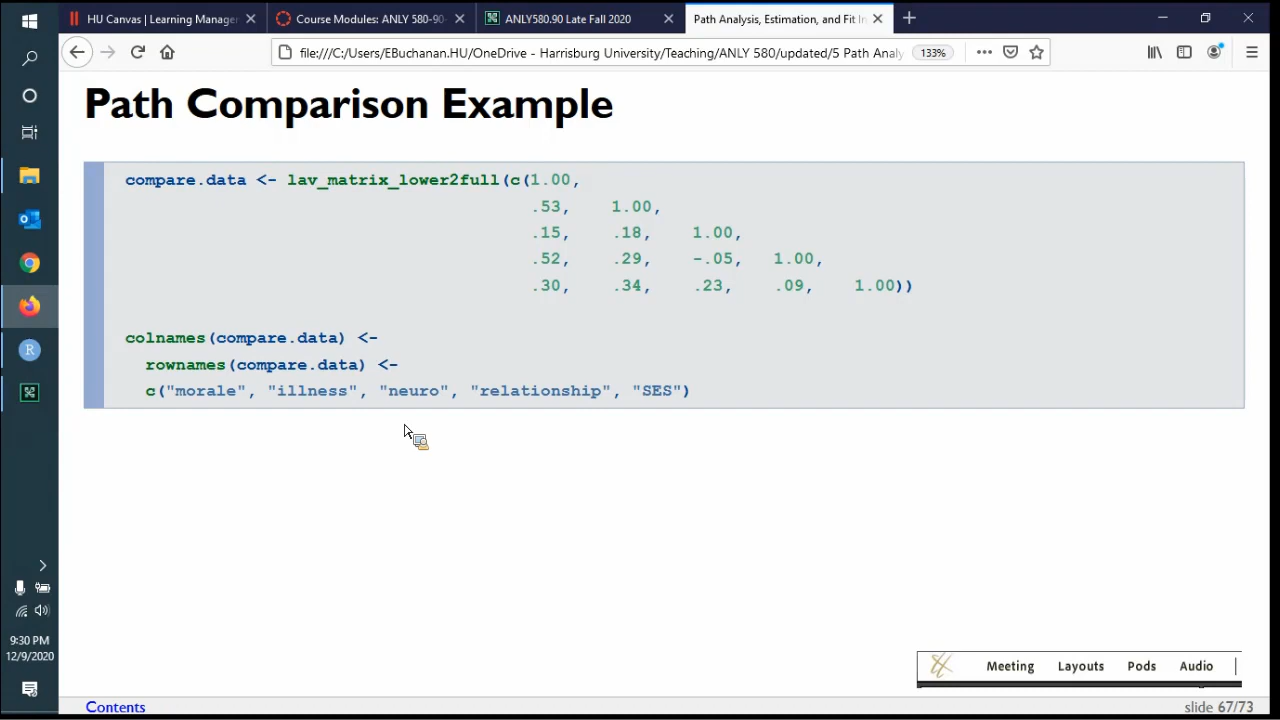 HU Canvas | Learning Manage
Course Modules: ANLY 580-90-
ANLY580.90 Late Fall 2020
Path Analysis, Estimation, and Fit In
file:///C:/Users/EBuchanan.HU/OneDrive - Harrisburg University/Teaching/ANLY 580/updated/5 Path Analy
133%
Path Comparison Example
compare.data <- lav_matrix_lower2full(c(1.00,
.53, 1.00,
.15, .18, 1.00,
.52, .29, -.05, 1.00,
.30, .34, .23, .09, 1.00))
colnames(compare.data) <-
rownames(compare.data) <-
c("morale", "illness", "neuro", "relationship", "SES")
R
9:30 PM
12/9/2020
Meeting Layouts Pods Audio
Contents
slide 67/73